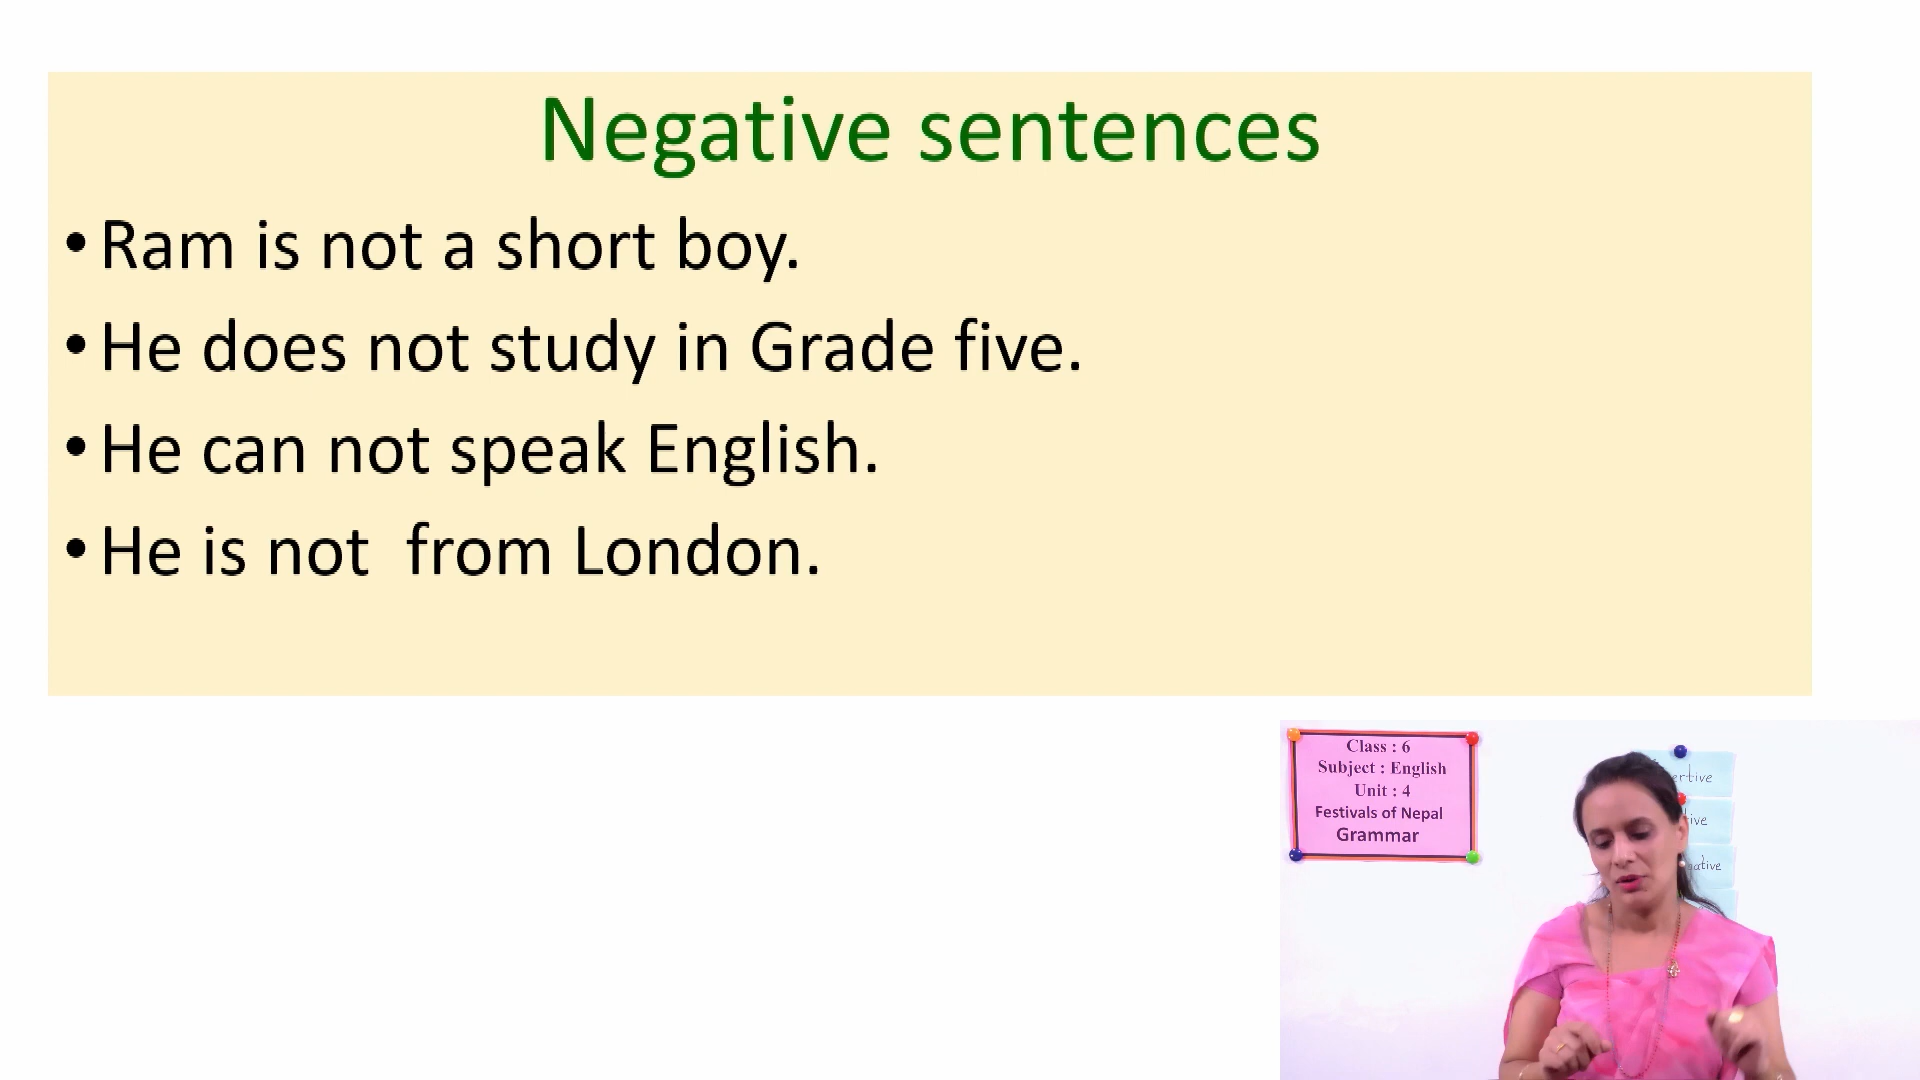 Negative sentences
• Ram is not a short boy.
• He does not study in Grade five.
• He can not speak English.
• He is not  from London.
Class : 6
Subject : English
Unit : 4
Festivals of Nepal
Grammar